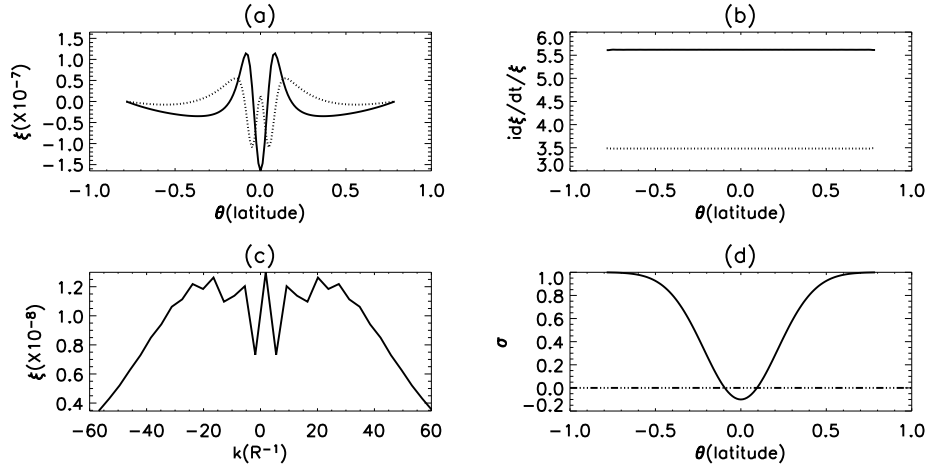 (a)
ξ(X10⁻⁷)
1.5
1.0
0.5
0.0
−0.5
−1.0
−1.5
−1.0 −0.5 0.0 0.5 1.0
θ(latitude)
(b)
idξ/dt/ξ
6.0
5.5
5.0
4.5
4.0
3.5
3.0
−1.0 −0.5 0.0 0.5 1.0
θ(latitude)
(c)
ξ(X10⁻⁸)
1.2
1.0
0.8
0.6
0.4
−60 −40 −20 0 20 40 60
k(R⁻¹)
(d)
σ
1.0
0.8
0.6
0.4
0.2
0.0
−0.2
−1.0 −0.5 0.0 0.5 1.0
θ(latitude)